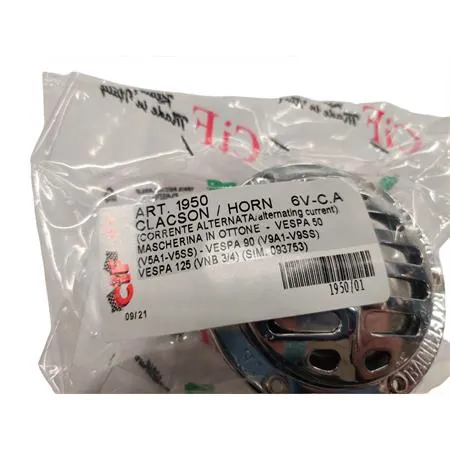 CiF
Made in Italy
ART. 1950
CLACSON / HORN 6V-C.A
(CORRENTE ALTERNATA/alternating current)
MASCHERINA IN OTTONE - VESPA 50
(V5A1-V5SS) - VESPA 90 (V9A1-V9SS)
VESPA 125 (VNB 3/4) (SIM. 093753)
CiF
09/21
1950/01